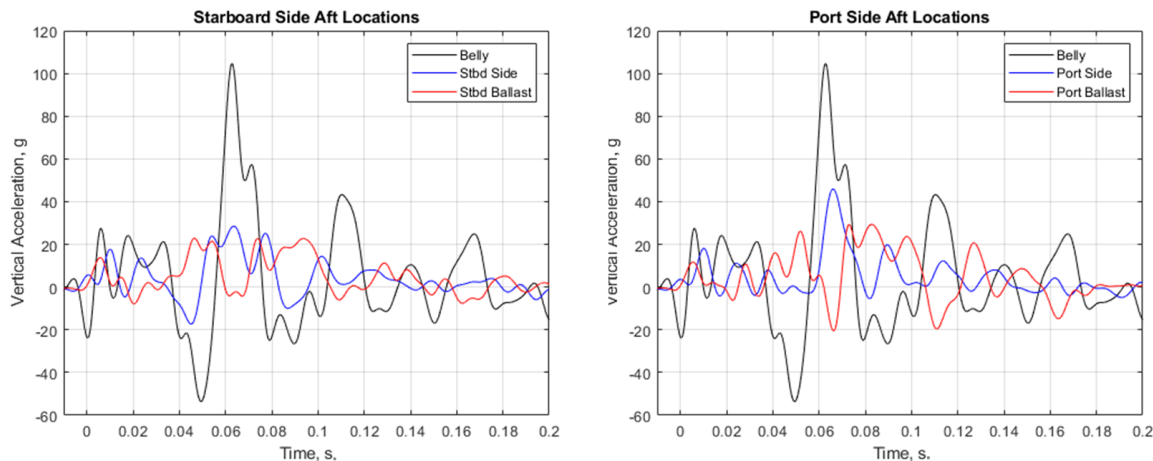 Starboard Side Aft Locations
Vertical Acceleration, g
120
100
80
60
40
20
0
-20
-40
-60
Belly
Stbd Side
Stbd Ballast
0 0.02 0.04 0.06 0.08 0.1 0.12 0.14 0.16 0.18 0.2
Time, s,
Port Side Aft Locations
Vertical Acceleration, g
120
100
80
60
40
20
0
-20
-40
-60
Belly
Port Side
Port Ballast
0 0.02 0.04 0.06 0.08 0.1 0.12 0.14 0.16 0.18 0.2
Time, s.